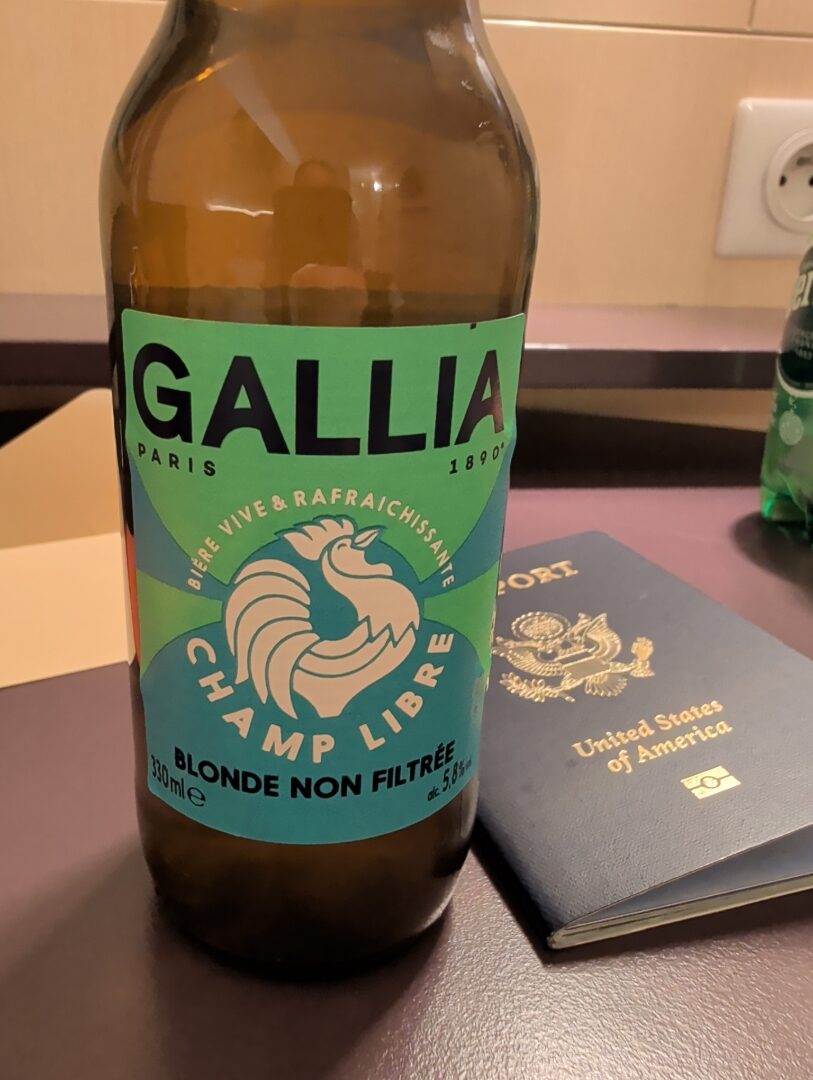 GALLIA
PARIS
1890
BIÈRE VIVE & RAFRAICHISSANTE
CHAMP LIBRE
BLONDE NON FILTRÉE
330ml e
alc. 5,8%
PORT
United States
of America